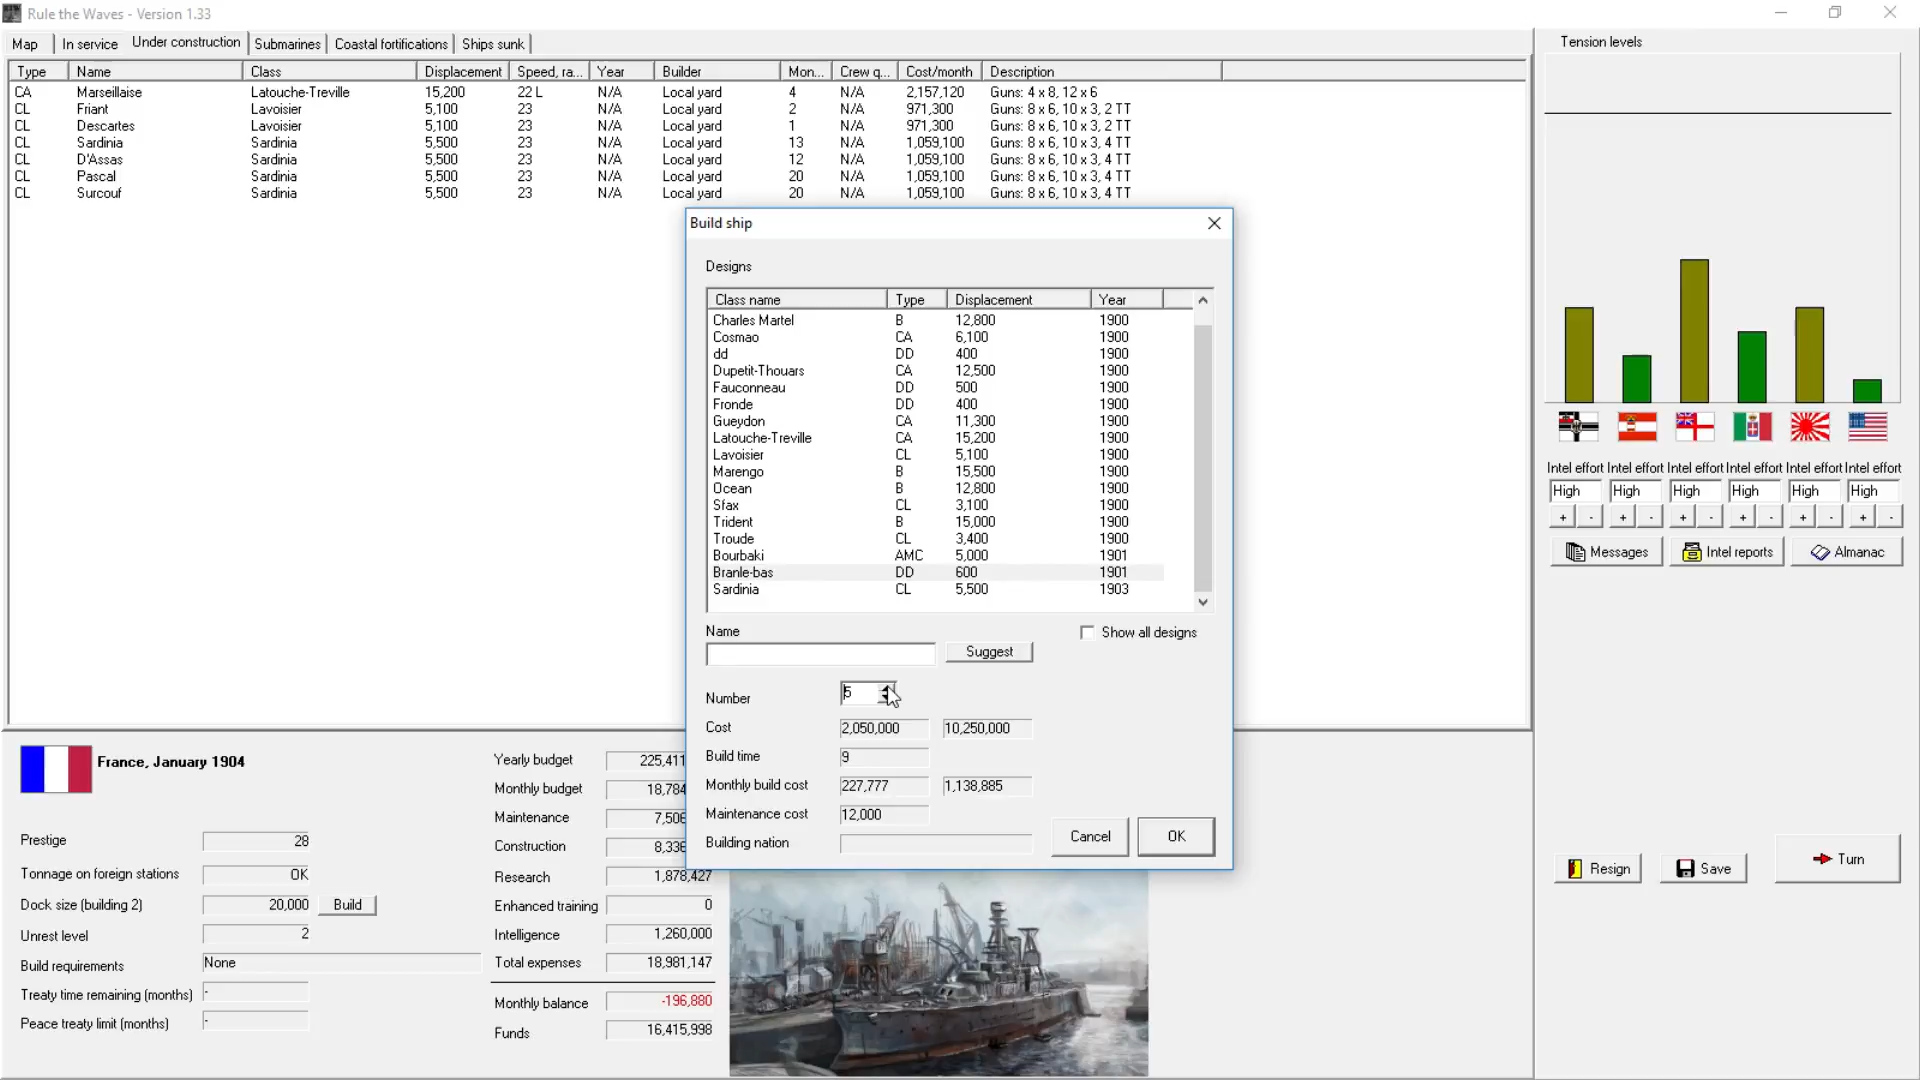 Rule the Waves - Version 1.33
Map In service Under construction Submarines Coastal fortifications Ships sunk
Type Name Class Displacement Speed, ra... Year Builder Mon... Crew q... Cost/month Description
CA Marseillaise Latouche-Treville 15,200 22 L N/A Local yard 4 N/A 2,157,120 Guns: 4 x 8, 12 x 6
CL Friant Lavoisier 5,100 23 N/A Local yard 2 N/A 971,300 Guns: 8 x 6, 10 x 3, 2 TT
CL Descartes Lavoisier 5,100 23 N/A Local yard 1 N/A 971,300 Guns: 8 x 6, 10 x 3, 2 TT
CL Sardinia Sardinia 5,500 23 N/A Local yard 13 N/A 1,059,100 Guns: 8 x 6, 10 x 3, 4 TT
CL D'Assas Sardinia 5,500 23 N/A Local yard 12 N/A 1,059,100 Guns: 8 x 6, 10 x 3, 4 TT
CL Pascal Sardinia 5,500 23 N/A Local yard 20 N/A 1,059,100 Guns: 8 x 6, 10 x 3, 4 TT
CL Surcouf Sardinia 5,500 23 N/A Local yard 20 N/A 1,059,100 Guns: 8 x 6, 10 x 3, 4 TT
Build ship
Designs
Class name Type Displacement Year
Charles Martel B 12,800 1900
Cosmao CA 6,100 1900
dd DD 400 1900
Dupetit-Thouars CA 12,500 1900
Fauconneau DD 500 1900
Fronde DD 400 1900
Gueydon CA 11,300 1900
Latouche-Treville CA 15,200 1900
Lavoisier CL 5,100 1900
Marengo B 15,500 1900
Ocean B 12,800 1900
Sfax CL 3,100 1900
Trident B 15,000 1900
Troude CL 3,400 1900
Bourbaki AMC 5,000 1901
Branle-bas DD 600 1901
Sardinia CL 5,500 1903
Name
Show all designs
Suggest
Number 5
Cost 2,050,000 10,250,000
Build time 9
Monthly build cost 227,777 1,138,885
Maintenance cost 12,000
Building nation
Cancel OK
France, January 1904
Prestige 28
Tonnage on foreign stations OK
Dock size (building 2) 20,000 Build
Unrest level 2
Build requirements None
Treaty time remaining (months) -
Peace treaty limit (months) -
Yearly budget 225,411
Monthly budget 18,784
Maintenance 7,506
Construction 8,336
Research 1,878,427
Enhanced training 0
Intelligence 1,260,000
Total expenses 18,981,147
Monthly balance -196,880
Funds 16,415,998
Tension levels
Intel effort Intel effort Intel effort Intel effort Intel effort Intel effort
High High High High High High
+ - + - + - + - + - + -
Messages Intel reports Almanac
Turn
Resign Save